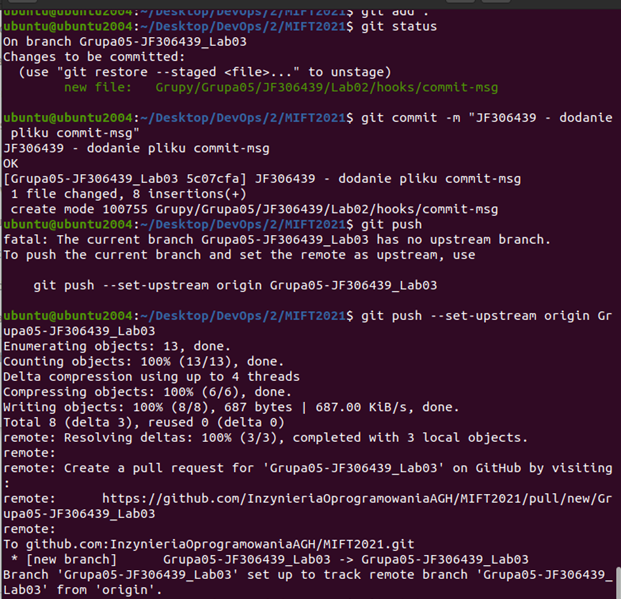 ubuntu@ubuntu2004:~/Desktop/DevOps/2/MIFT2021$ git add .
ubuntu@ubuntu2004:~/Desktop/DevOps/2/MIFT2021$ git status
On branch Grupa05-JF306439_Lab03
Changes to be committed:
  (use "git restore --staged <file>..." to unstage)
        new file:   Grupy/Grupa05/JF306439/Lab02/hooks/commit-msg
ubuntu@ubuntu2004:~/Desktop/DevOps/2/MIFT2021$ git commit -m "JF306439 - dodanie
 pliku commit-msg"
JF306439 - dodanie pliku commit-msg
OK
[Grupa05-JF306439_Lab03 5c07cfa] JF306439 - dodanie pliku commit-msg
 1 file changed, 8 insertions(+)
 create mode 100755 Grupy/Grupa05/JF306439/Lab02/hooks/commit-msg
ubuntu@ubuntu2004:~/Desktop/DevOps/2/MIFT2021$ git push
fatal: The current branch Grupa05-JF306439_Lab03 has no upstream branch.
To push the current branch and set the remote as upstream, use
    git push --set-upstream origin Grupa05-JF306439_Lab03
ubuntu@ubuntu2004:~/Desktop/DevOps/2/MIFT2021$ git push --set-upstream origin Gr
upa05-JF306439_Lab03
Enumerating objects: 13, done.
Counting objects: 100% (13/13), done.
Delta compression using up to 4 threads
Compressing objects: 100% (6/6), done.
Writing objects: 100% (8/8), 687 bytes | 687.00 KiB/s, done.
Total 8 (delta 3), reused 0 (delta 0)
remote: Resolving deltas: 100% (3/3), completed with 3 local objects.
remote:
remote: Create a pull request for 'Grupa05-JF306439_Lab03' on GitHub by visiting
:
remote:      https://github.com/InzynieriaOprogramowaniaAGH/MIFT2021/pull/new/Gr
upa05-JF306439_Lab03
remote:
To github.com:InzynieriaOprogramowaniaAGH/MIFT2021.git
 * [new branch]      Grupa05-JF306439_Lab03 -> Grupa05-JF306439_Lab03
Branch 'Grupa05-JF306439_Lab03' set up to track remote branch 'Grupa05-JF306439_
Lab03' from 'origin'.